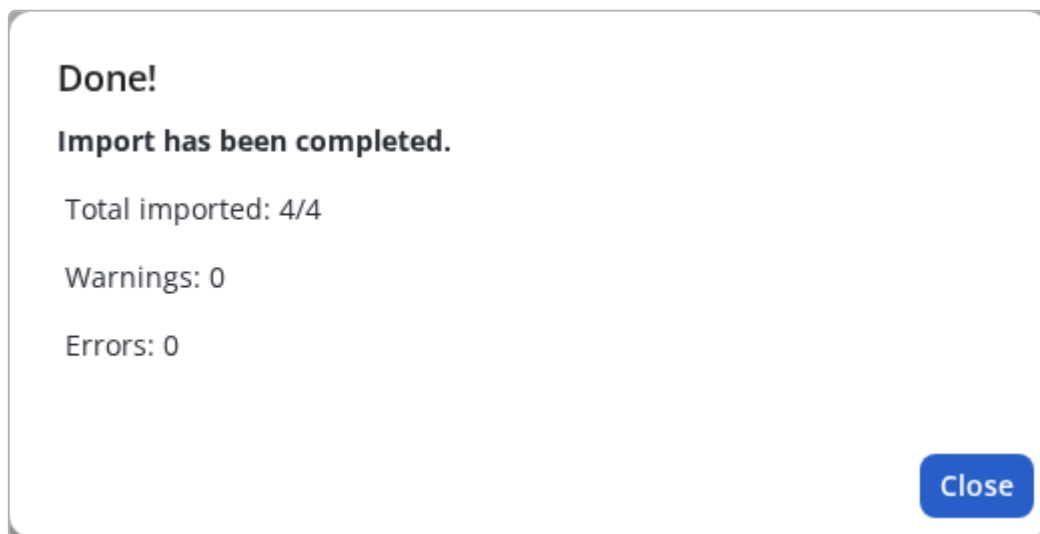 Done!
Import has been completed.
Total imported: 4/4
Warnings: 0
Errors: 0
Close